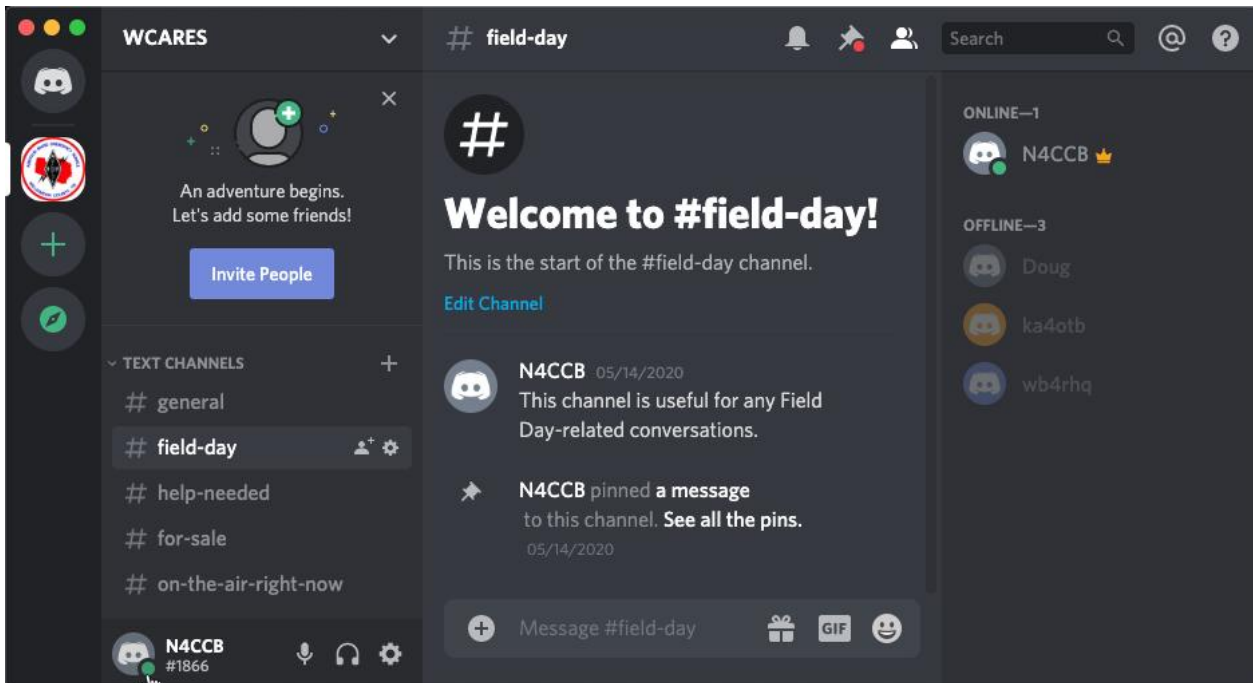 WCARES
An adventure begins.
Let's add some friends!
Invite People
TEXT CHANNELS
# general
# field-day
# help-needed
# for-sale
# on-the-air-right-now
N4CCB
#1866
# field-day
Search
#
Welcome to #field-day!
This is the start of the #field-day channel.
Edit Channel
N4CCB 05/14/2020
This channel is useful for any Field
Day-related conversations.
N4CCB pinned a message
to this channel. See all the pins.
05/14/2020
Message #field-day
GIF
ONLINE—1
N4CCB
OFFLINE—3
Doug
ka4otb
wb4rhq